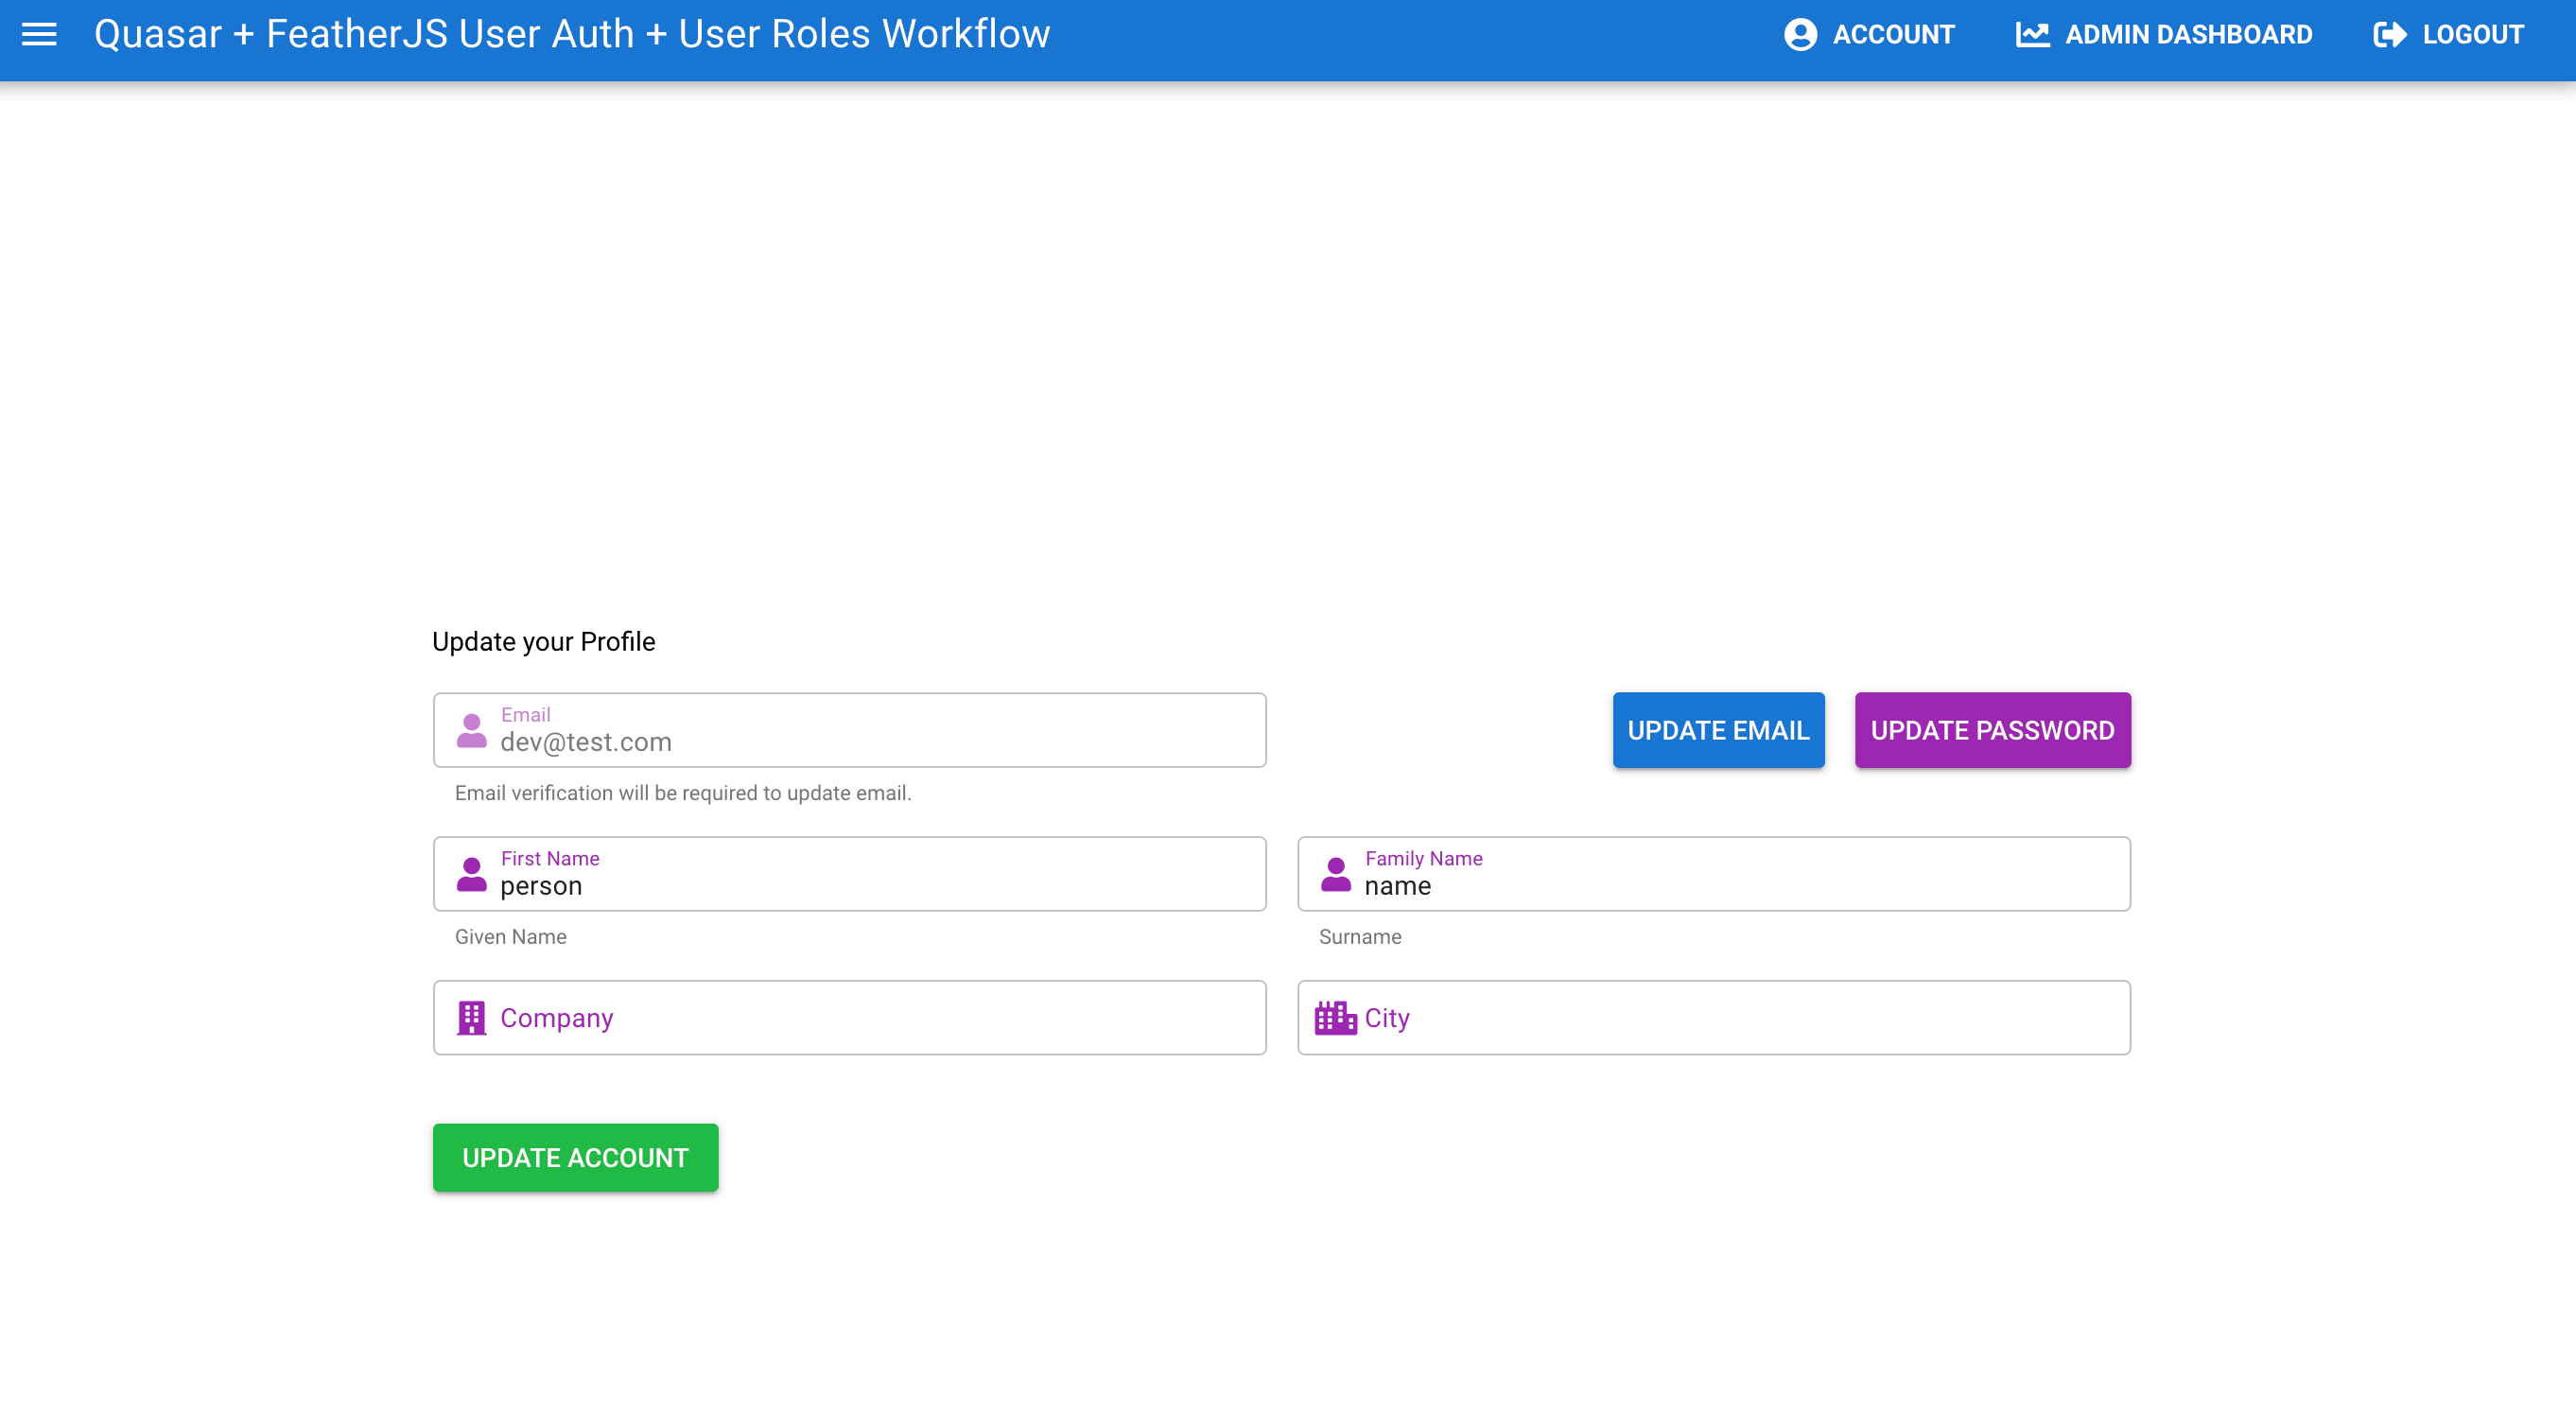 Quasar + FeatherJS User Auth + User Roles Workflow
ACCOUNT
ADMIN DASHBOARD
LOGOUT
Update your Profile
Email
dev@test.com
UPDATE EMAIL
UPDATE PASSWORD
Email verification will be required to update email.
First Name
person
Family Name
name
Given Name
Surname
Company
City
UPDATE ACCOUNT